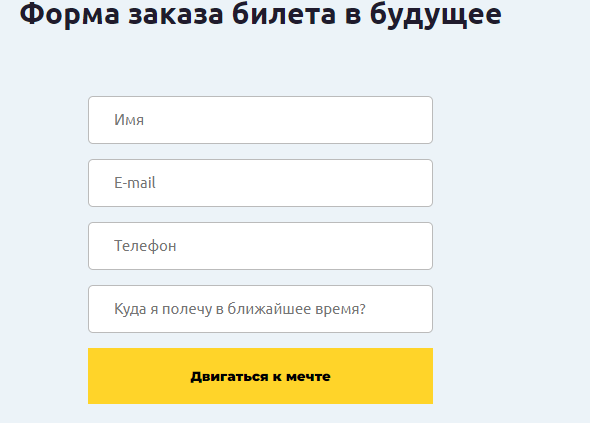 Форма заказа билета в будущее
Имя
E-mail
Телефон
Куда я полечу в ближайшее время?
Двигаться к мечте